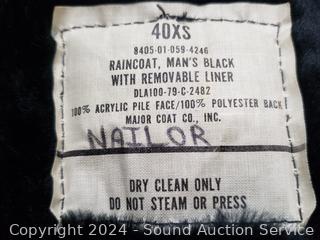 40XS
8405-01-059-4246
RAINCOAT, MAN'S BLACK
WITH REMOVABLE LINER
DLA100-79-C-2482
100% ACRYLIC PILE FACE/100% POLYESTER BACK
MAJOR COAT CO., INC.
NAILOR
DRY CLEAN ONLY
DO NOT STEAM OR PRESS
Copyright 2024 - Sound Auction Service